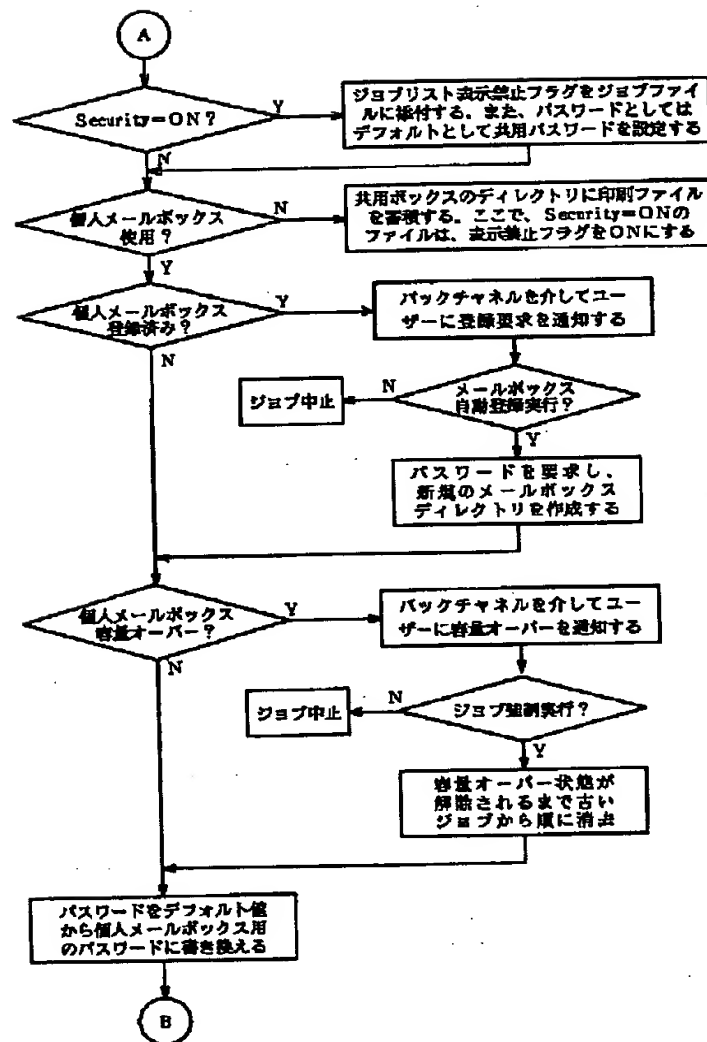 A
Security=ON?
Y
N
ジョブリスト表示禁止フラグをジョブファイ
ルに添付する。また、パスワードとしては
デフォルトとして共用パスワードを設定する
個人メールボックス
使用?
N
Y
共用ボックスのディレクトリに印刷ファイル
を蓄積する。ここで、Security=ONの
ファイルは、表示禁止フラグをONにする
個人メールボックス
登録済み?
Y
N
バックチャネルを介してユー
ザーに登録要求を通知する
メールボックス
自動登録実行?
N
Y
ジョブ中止
パスワードを要求し、
新規のメールボックス
ディレクトリを作成する
個人メールボックス
容量オーバー?
Y
N
バックチャネルを介してユー
ザーに容量オーバーを通知する
ジョブ強制実行?
N
Y
ジョブ中止
容量オーバー状態が
解除されるまで古い
ジョブから順に消去
パスワードをデフォルト値
から個人メールボックス用
のパスワードに書き換える
B